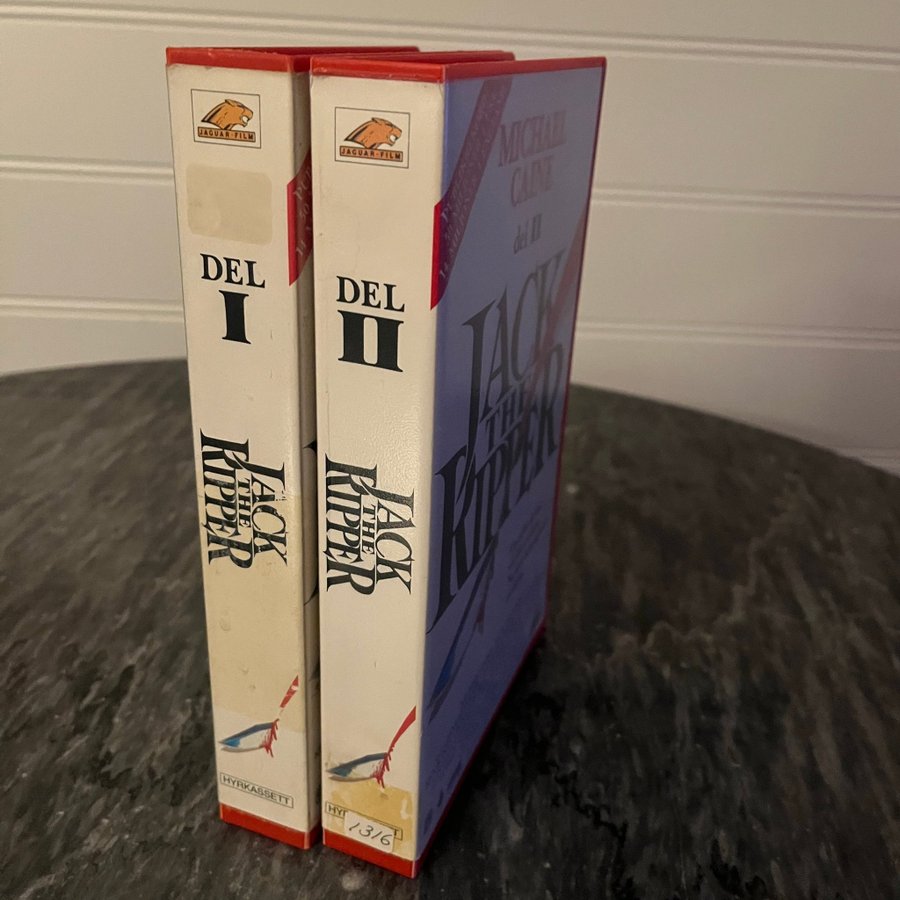 JAGUAR-FILM
DEL
I
JACK
THE
RIPPER
HYRKASSETT
JAGUAR-FILM
DEL
II
JACK
THE
RIPPER
1316
MICHAEL
CAINE
del II
JACK
THE
RIPPER